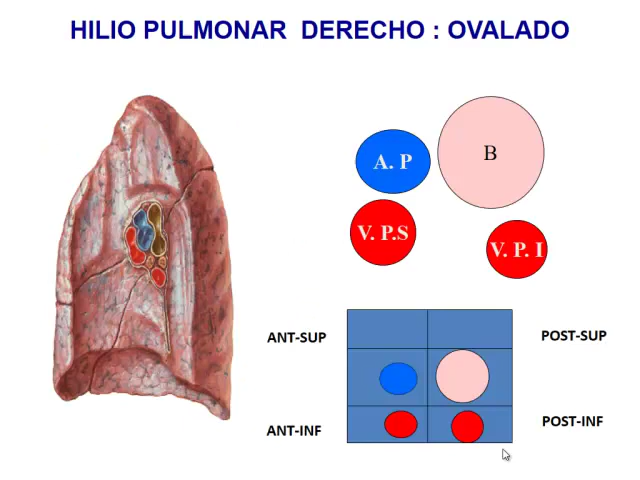 HILIO PULMONAR  DERECHO : OVALADO
A. P
B
V. P.S
V. P. I
ANT-SUP
POST-SUP
ANT-INF
POST-INF